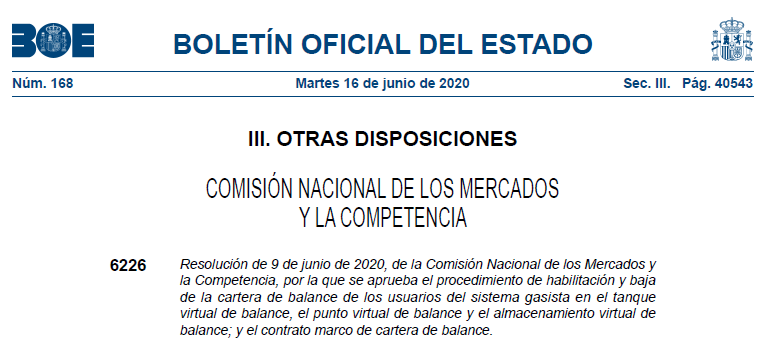 BOE
BOLETÍN OFICIAL DEL ESTADO
Núm. 168 Martes 16 de junio de 2020 Sec. III. Pág. 40543
III. OTRAS DISPOSICIONES
COMISIÓN NACIONAL DE LOS MERCADOS
Y LA COMPETENCIA
6226 Resolución de 9 de junio de 2020, de la Comisión Nacional de los Mercados y
la Competencia, por la que se aprueba el procedimiento de habilitación y baja
de la cartera de balance de los usuarios del sistema gasista en el tanque
virtual de balance, el punto virtual de balance y el almacenamiento virtual de
balance; y el contrato marco de cartera de balance.